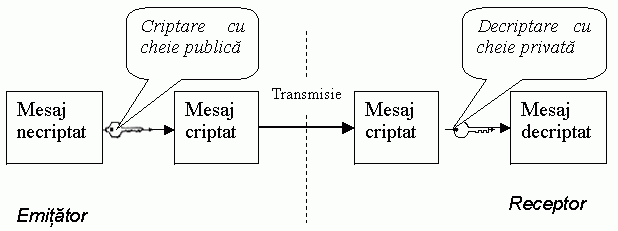 Criptare cu
cheie publică
Decriptare cu
cheie privată
Mesaj
necriptat
Mesaj
criptat
Transmisie
Mesaj
criptat
Mesaj
decriptat
Emițător
Receptor